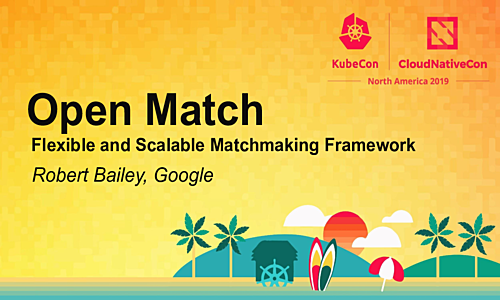 KubeCon
CloudNativeCon
North America 2019
Open Match
Flexible and Scalable Matchmaking Framework
Robert Bailey, Google